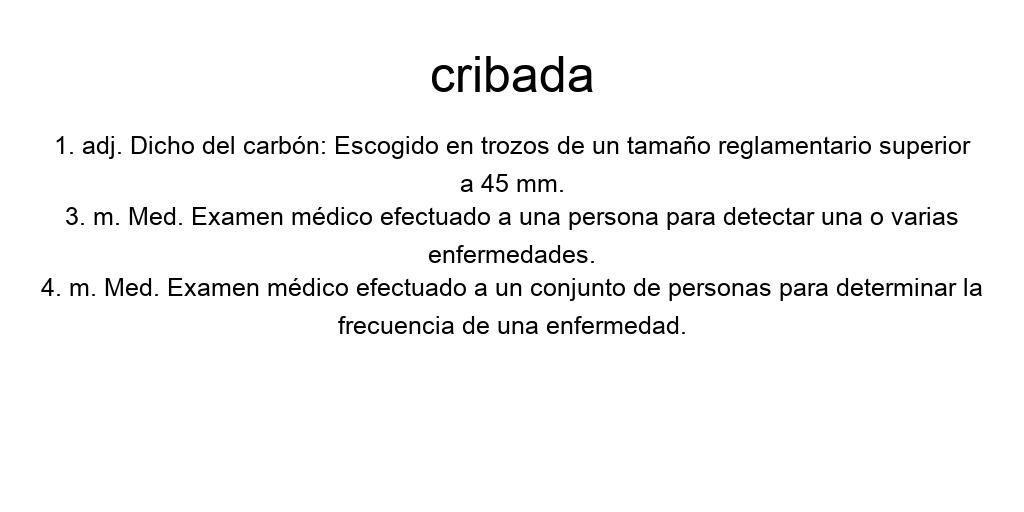 cribada
1. adj. Dicho del carbón: Escogido en trozos de un tamaño reglamentario superior
a 45 mm.
3. m. Med. Examen médico efectuado a una persona para detectar una o varias
enfermedades.
4. m. Med. Examen médico efectuado a un conjunto de personas para determinar la
frecuencia de una enfermedad.